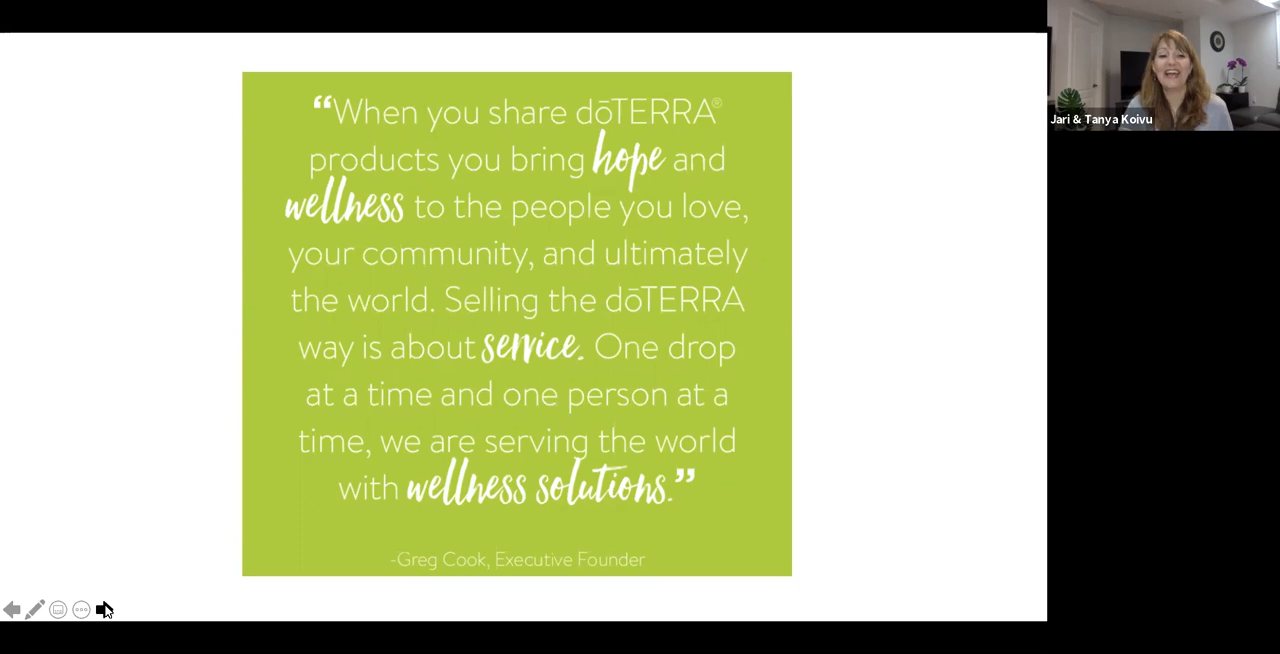 “When you share dōTERRA®
products you bring hope and
wellness to the people you love,
your community, and ultimately
the world. Selling the dōTERRA
way is about service. One drop
at a time and one person at a
time, we are serving the world
with wellness solutions.”
-Greg Cook, Executive Founder
Jari & Tanya Koivu